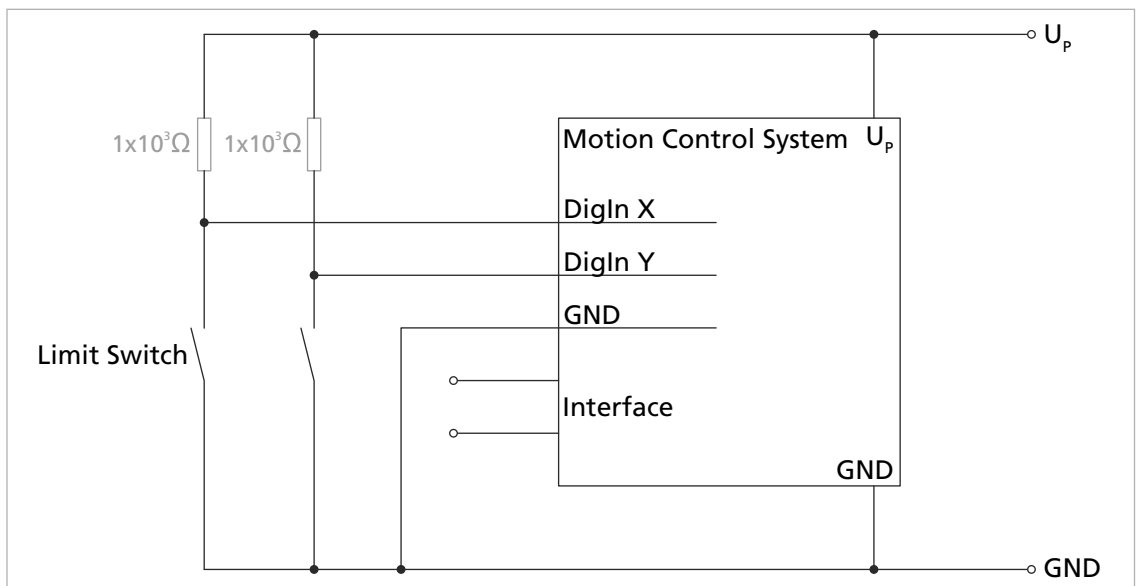 U_P
1x10³Ω 1x10³Ω
Motion Control System U_P
DigIn X
DigIn Y
GND
Limit Switch
Interface
GND
GND